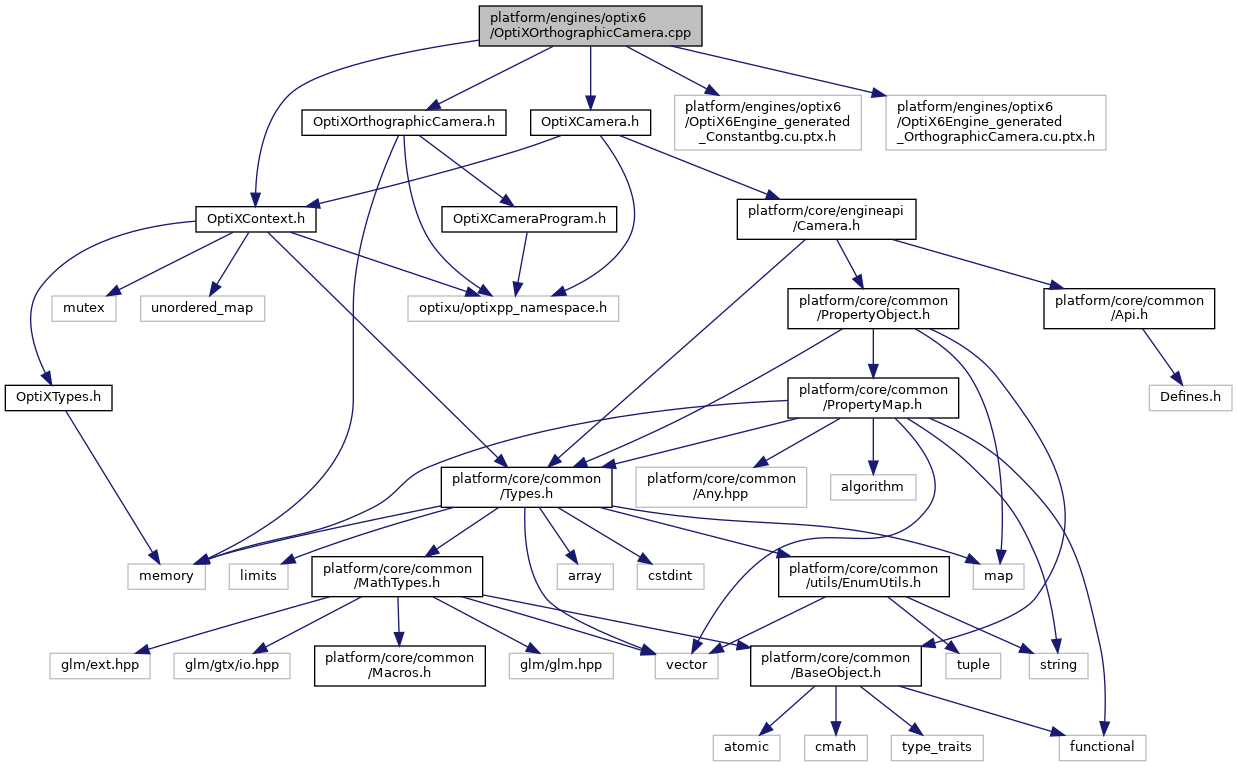 platform/engines/optix6
/OptiXOrthographicCamera.cpp
OptiXOrthographicCamera.h
OptiXCamera.h
platform/engines/optix6
/OptiX6Engine_generated
_Constantbg.cu.ptx.h
platform/engines/optix6
/OptiX6Engine_generated
_OrthographicCamera.cu.ptx.h
OptiXContext.h
OptiXCameraProgram.h
platform/core/engineapi
/Camera.h
mutex
unordered_map
optixu/optixpp_namespace.h
platform/core/common
/PropertyObject.h
platform/core/common
/Api.h
OptiXTypes.h
platform/core/common
/PropertyMap.h
Defines.h
platform/core/common
/Types.h
platform/core/common
/Any.hpp
algorithm
memory
limits
platform/core/common
/MathTypes.h
array
cstdint
platform/core/common
/utils/EnumUtils.h
map
glm/ext.hpp
glm/gtx/io.hpp
platform/core/common
/Macros.h
glm/glm.hpp
vector
platform/core/common
/BaseObject.h
tuple
string
atomic
cmath
type_traits
functional